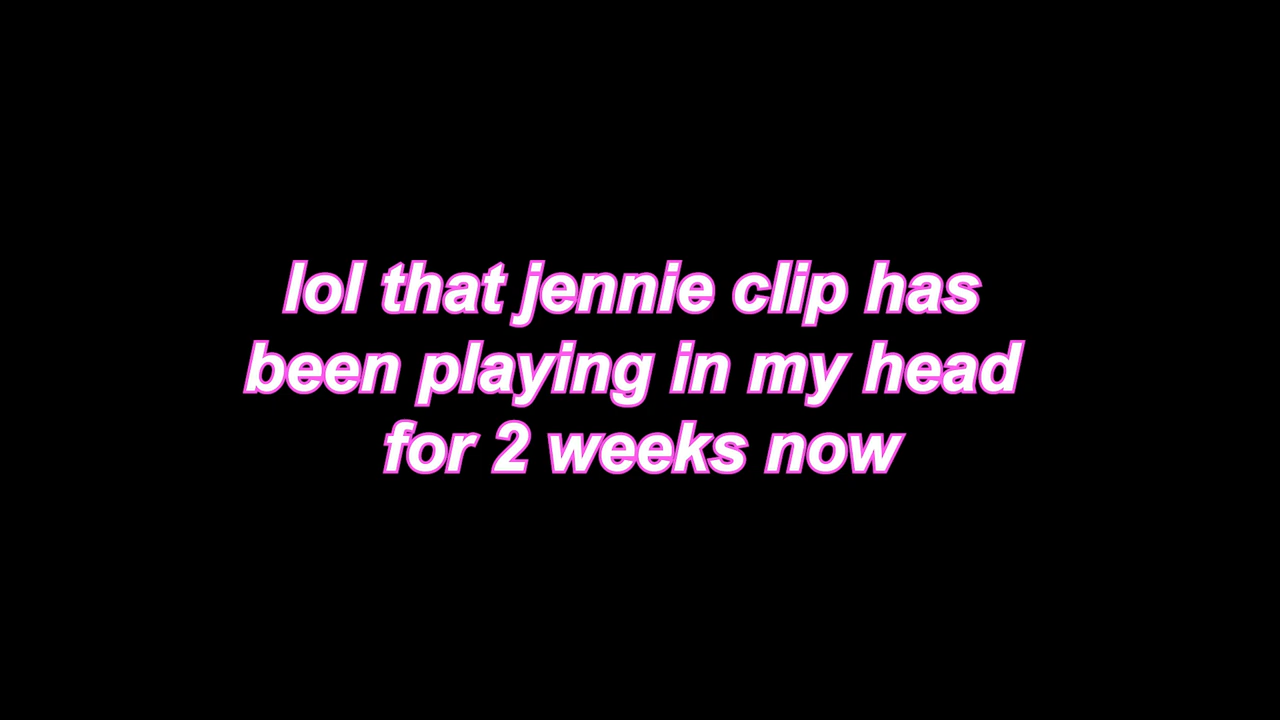 lol that jennie clip has
been playing in my head
for 2 weeks now